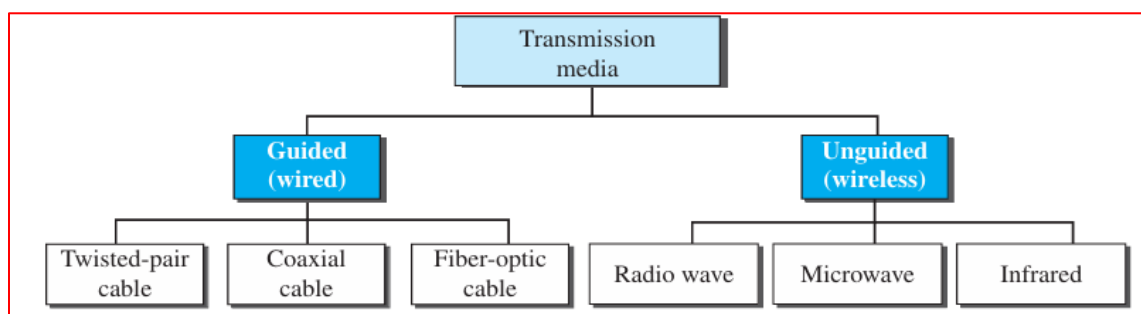 Transmission
media
Guided
(wired)
Unguided
(wireless)
Twisted-pair
cable
Coaxial
cable
Fiber-optic
cable
Radio wave
Microwave
Infrared